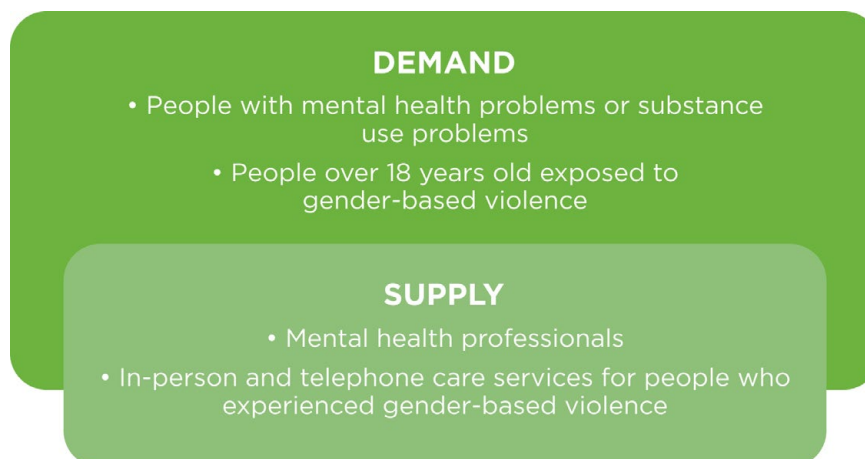 DEMAND
• People with mental health problems or substance
use problems
• People over 18 years old exposed to
gender-based violence
SUPPLY
• Mental health professionals
• In-person and telephone care services for people who
experienced gender-based violence